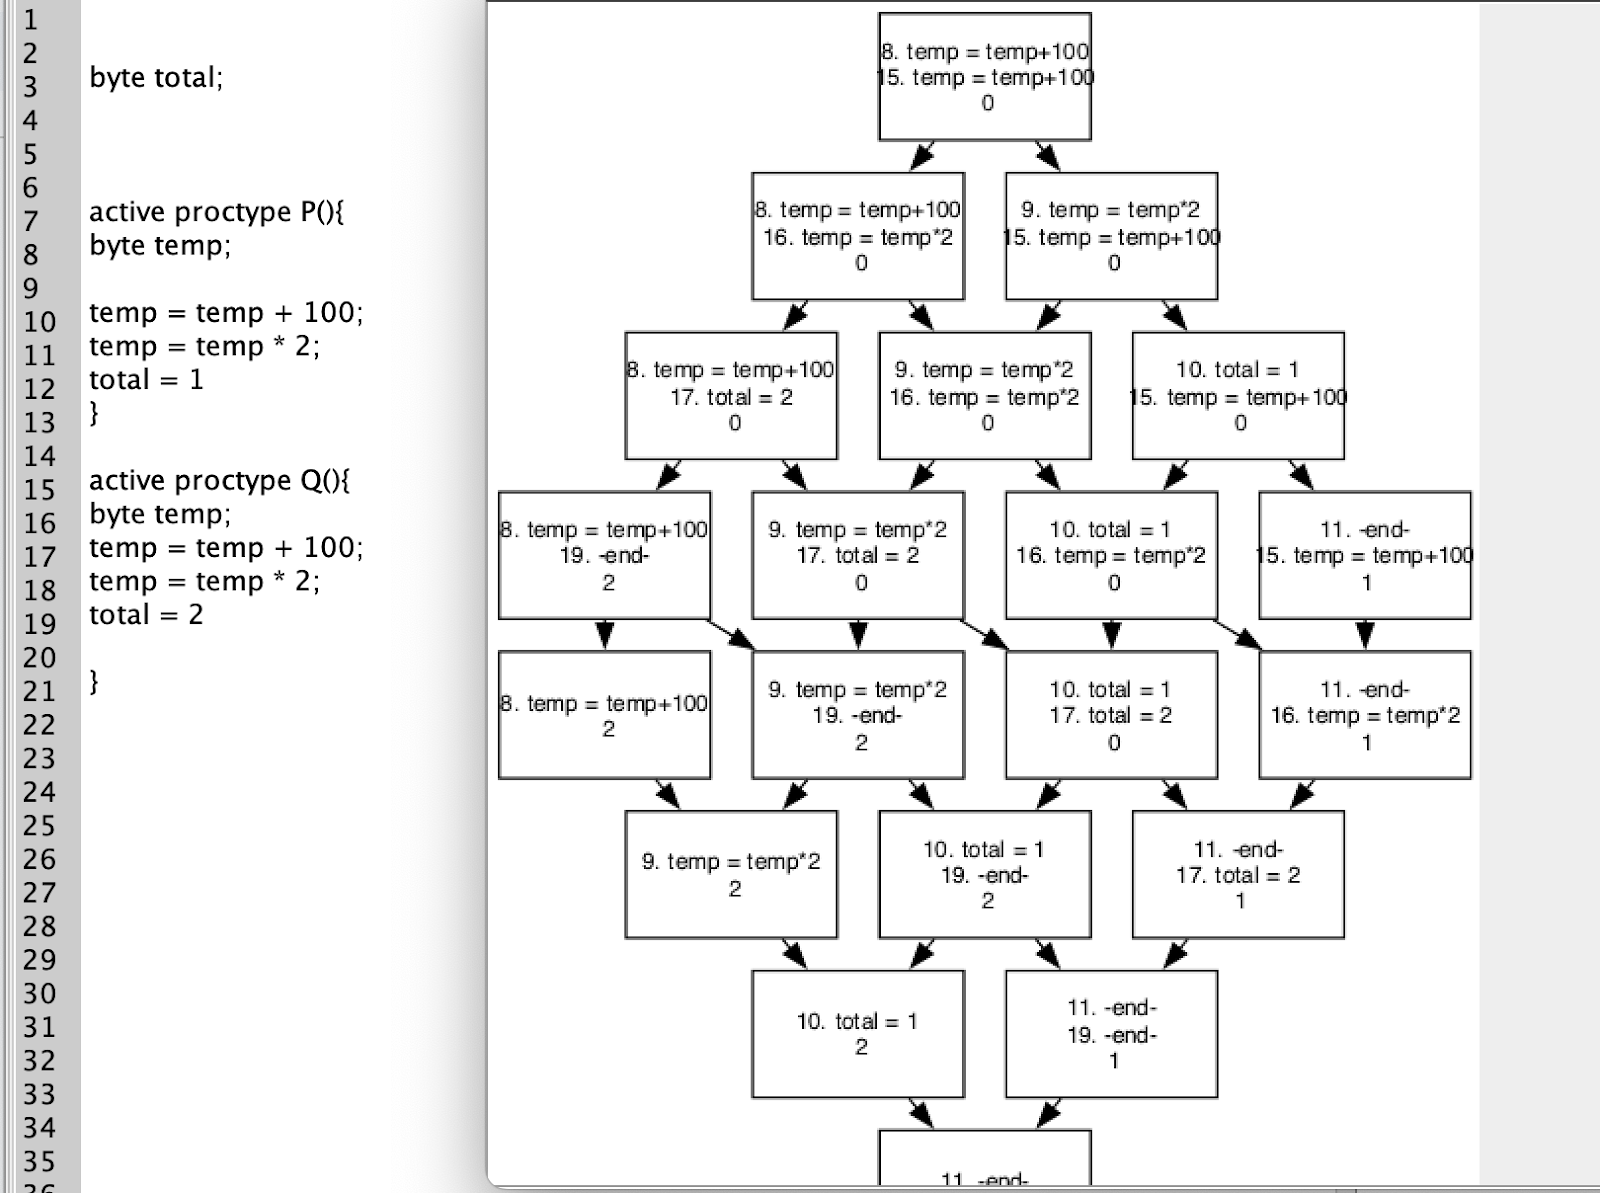 1
2
3
4
5
6
7
8
9
10
11
12
13
14
15
16
17
18
19
20
21
22
23
24
25
26
27
28
29
30
31
32
33
34
35
36
byte total;
active proctype P(){
byte temp;
temp = temp + 100;
temp = temp * 2;
total = 1
}
active proctype Q(){
byte temp;
temp = temp + 100;
temp = temp * 2;
total = 2
}
8. temp = temp+100
15. temp = temp+100
0
8. temp = temp+100
16. temp = temp*2
0
9. temp = temp*2
15. temp = temp+100
0
8. temp = temp+100
17. total = 2
0
9. temp = temp*2
16. temp = temp*2
0
10. total = 1
15. temp = temp+100
0
8. temp = temp+100
19. -end-
2
9. temp = temp*2
17. total = 2
0
10. total = 1
16. temp = temp*2
0
11. -end-
15. temp = temp+100
1
8. temp = temp+100
2
9. temp = temp*2
19. -end-
2
10. total = 1
17. total = 2
0
11. -end-
16. temp = temp*2
1
9. temp = temp*2
2
10. total = 1
19. -end-
2
11. -end-
17. total = 2
1
10. total = 1
2
11. -end-
19. -end-
1
11. -end-